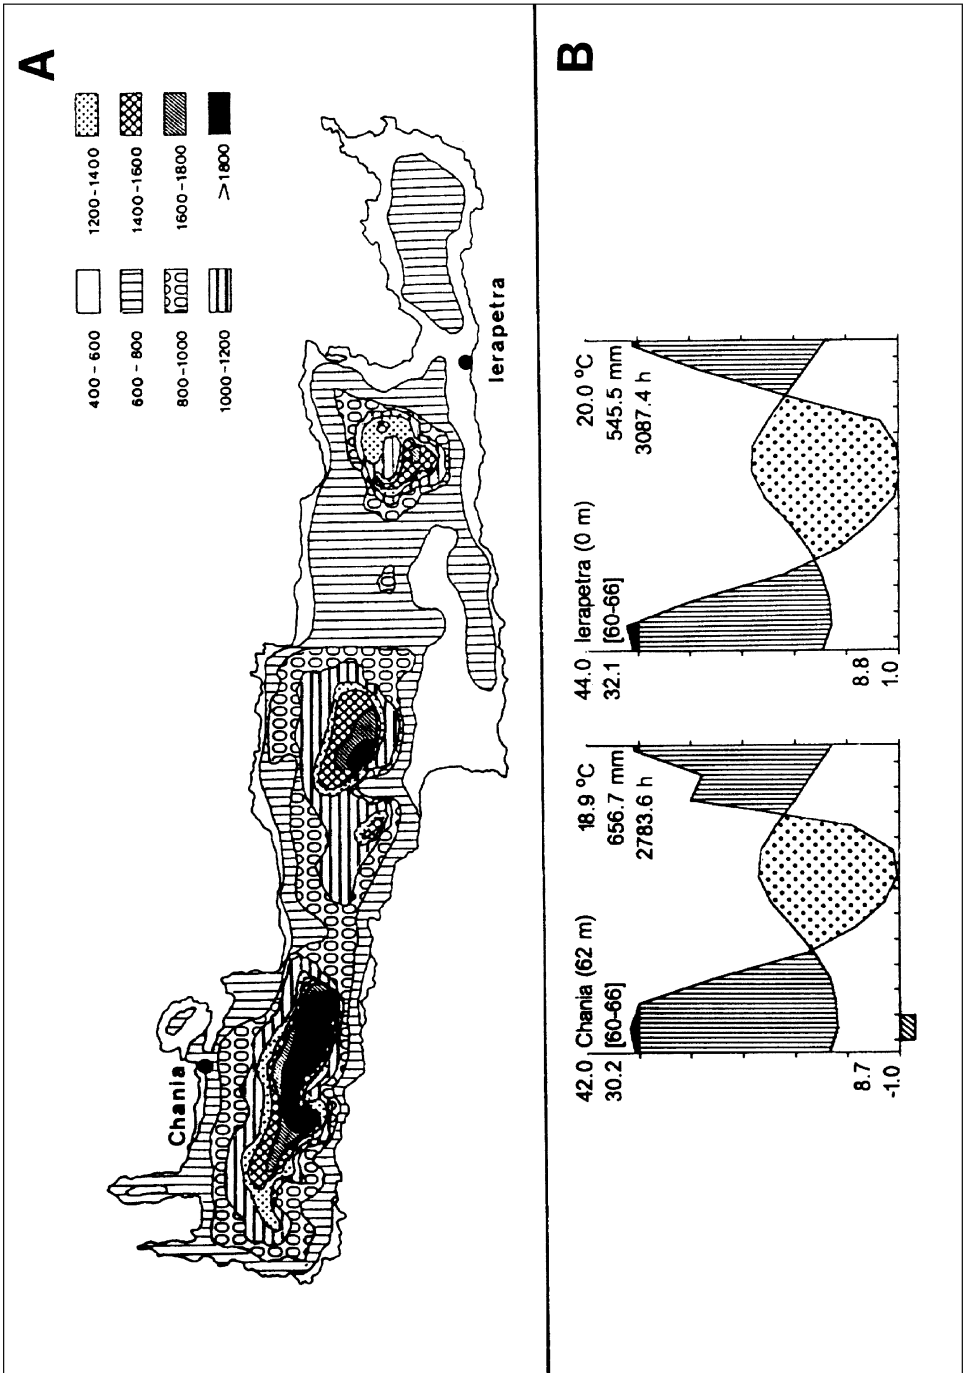 A
400-600
600-800
800-1000
1000-1200
1200-1400
1400-1600
1600-1800
>1800
Chania
Ierapetra
B
42.0 Chania (62 m) 18.9 °C
30.2 [60-66] 656.7 mm
2783.6 h
8.7
-1.0
44.0 Ierapetra (0 m) 20.0 °C
32.1 [60-66] 545.5 mm
3087.4 h
8.8
1.0